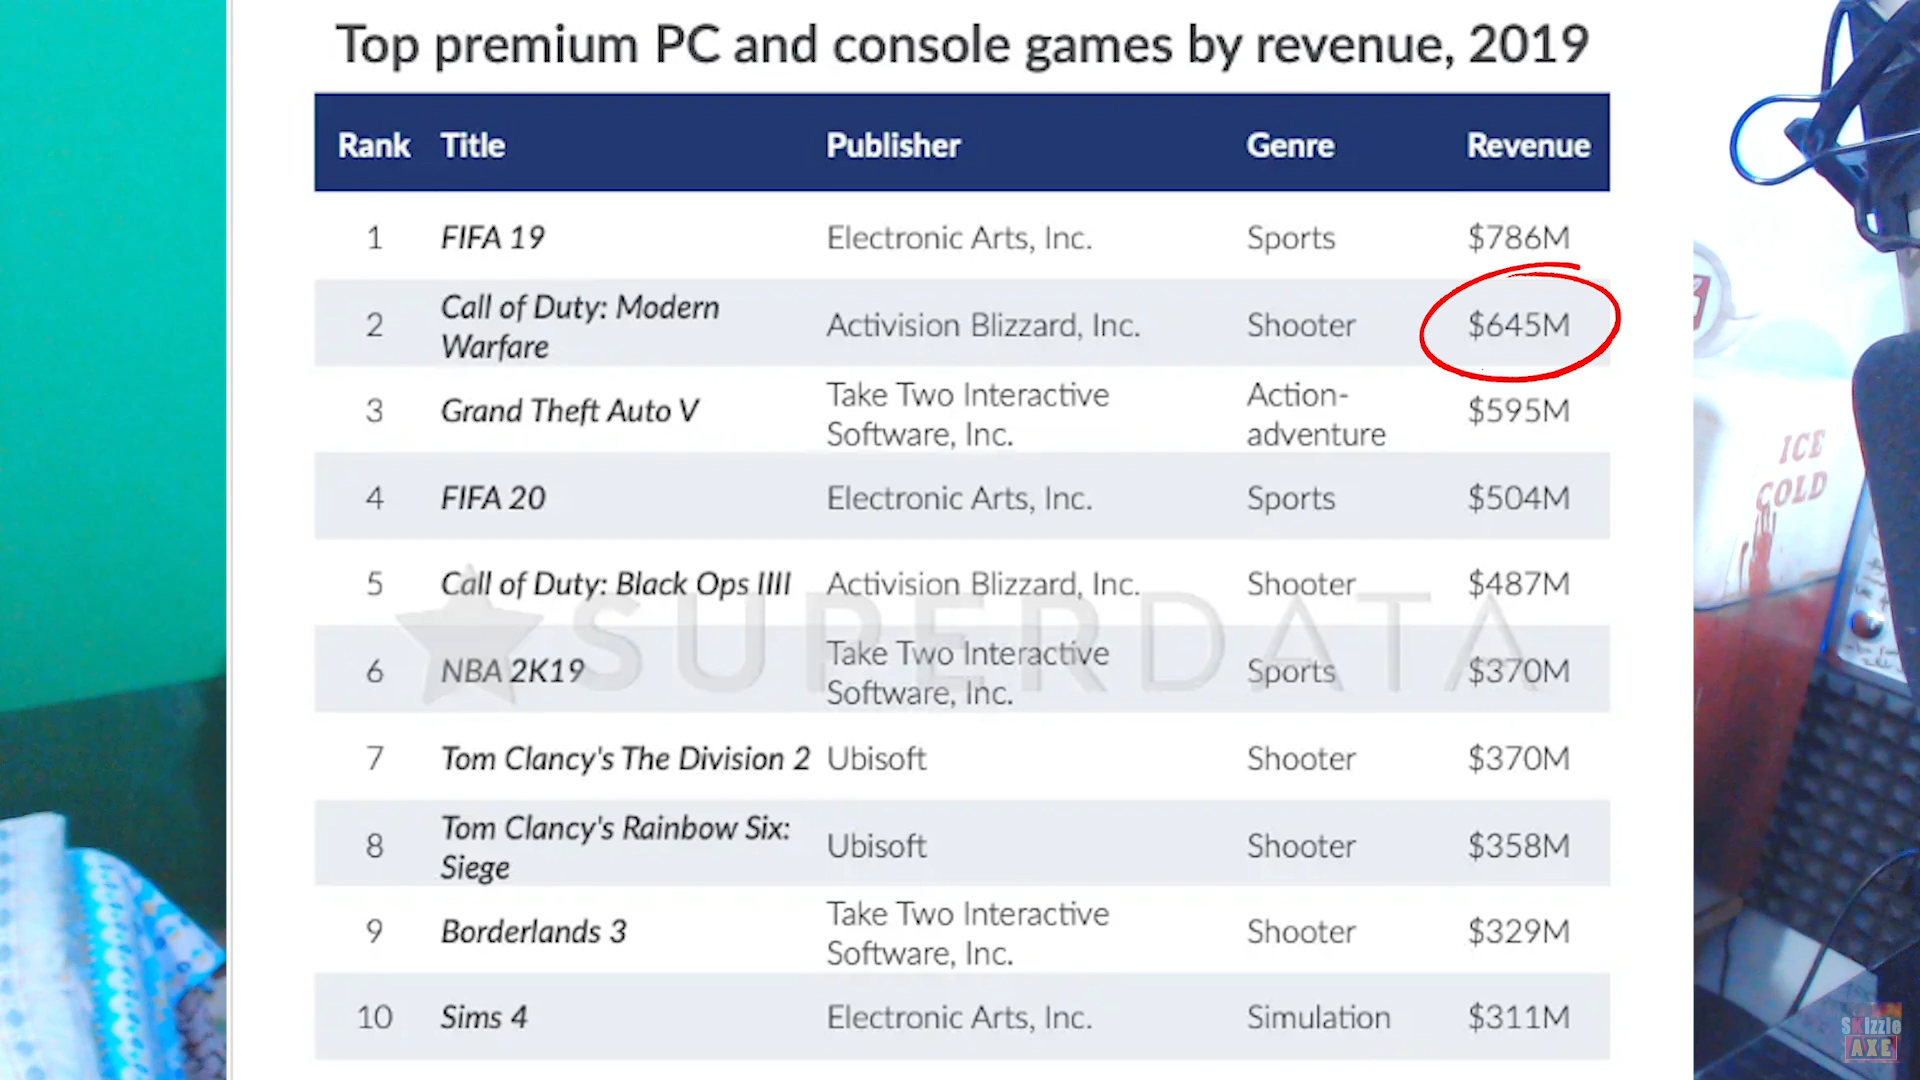 Top premium PC and console games by revenue, 2019
Rank Title Publisher Genre Revenue
1 FIFA 19 Electronic Arts, Inc. Sports $786M
2 Call of Duty: Modern Warfare Activision Blizzard, Inc. Shooter $645M
3 Grand Theft Auto V Take Two Interactive Software, Inc. Action-adventure $595M
4 FIFA 20 Electronic Arts, Inc. Sports $504M
5 Call of Duty: Black Ops IIII Activision Blizzard, Inc. Shooter $487M
6 NBA 2K19 Take Two Interactive Software, Inc. Sports $370M
7 Tom Clancy's The Division 2 Ubisoft Shooter $370M
8 Tom Clancy's Rainbow Six: Siege Ubisoft Shooter $358M
9 Borderlands 3 Take Two Interactive Software, Inc. Shooter $329M
10 Sims 4 Electronic Arts, Inc. Simulation $311M
SUPERDATA
ICE
COLD
SKizzle
AXE